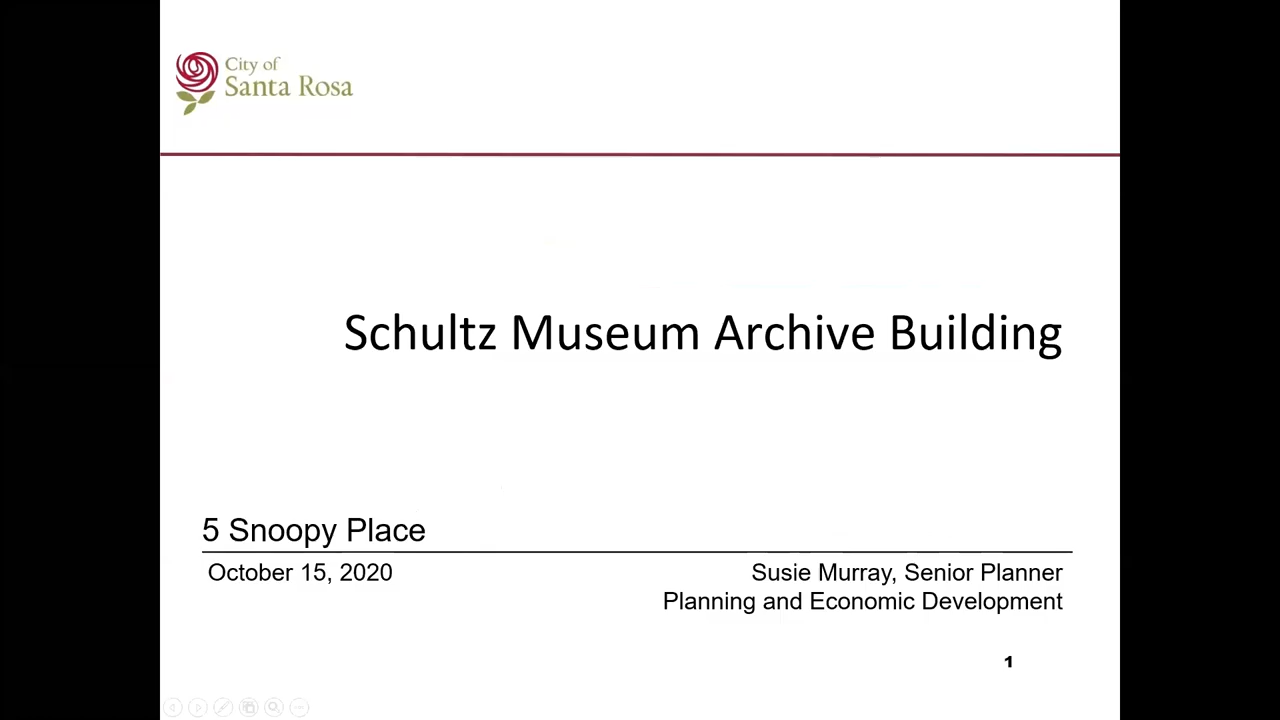 City of
Santa Rosa
Schultz Museum Archive Building
5 Snoopy Place
October 15, 2020
Susie Murray, Senior Planner
Planning and Economic Development
1